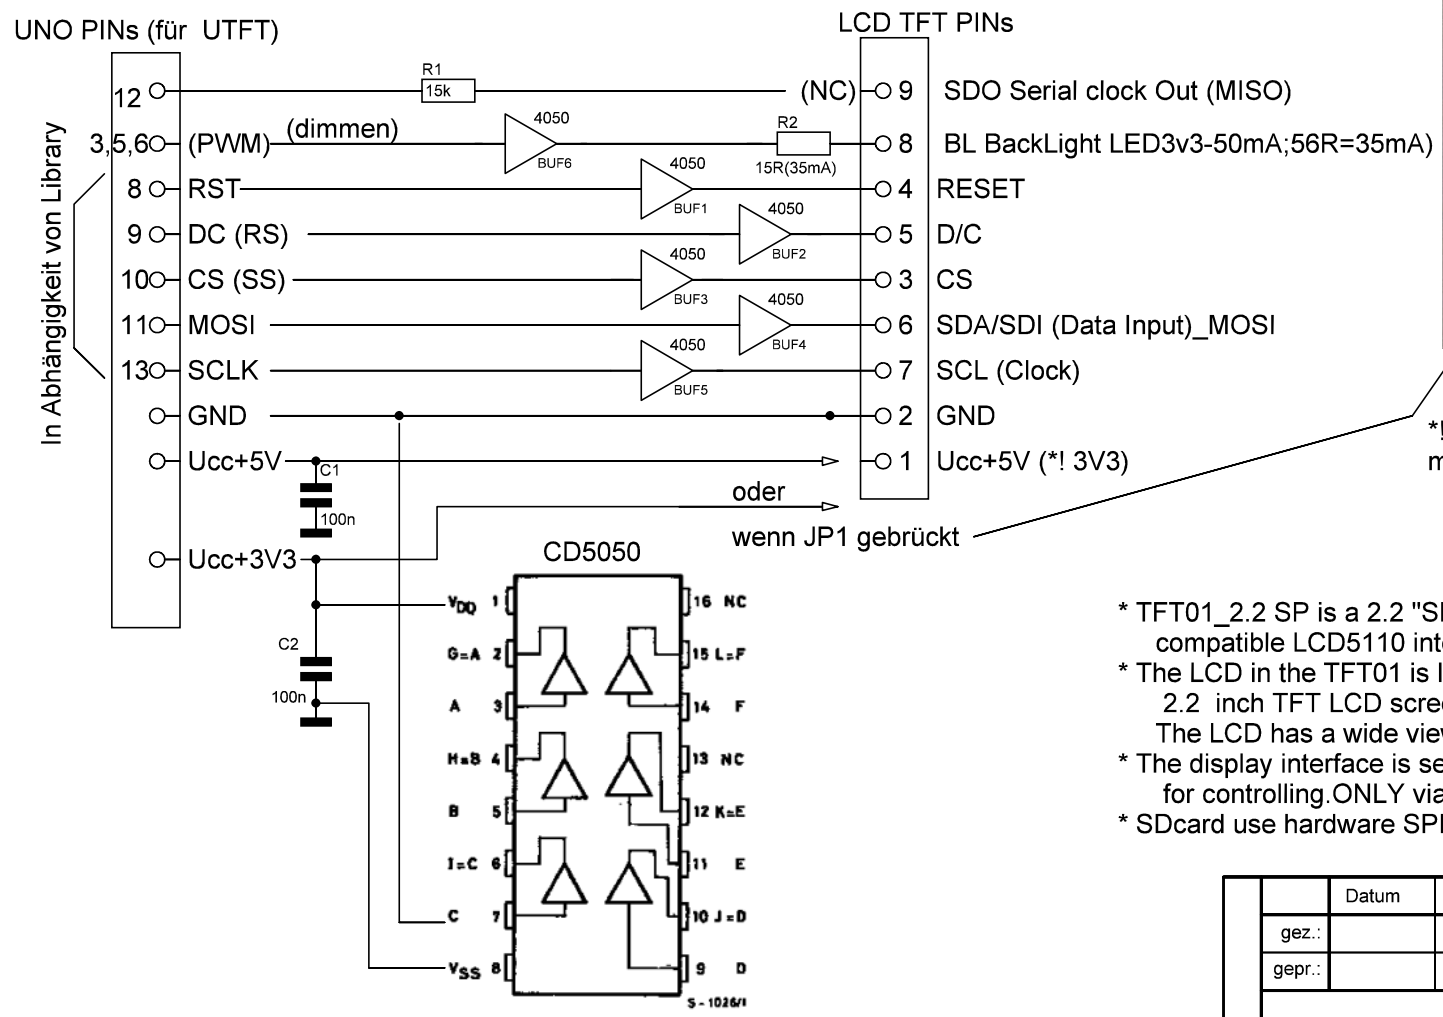 UNO PINs (für UTFT)
LCD TFT PINs
In Abhängigkeit von Library
12
R1
15k
(NC)
9
SDO Serial clock Out (MISO)
3,5,6
(PWM)
(dimmen)
4050
BUF6
R2
15R(35mA)
8
BL BackLight LED3v3-50mA;56R=35mA)
8
RST
4050
BUF1
4
RESET
9
DC (RS)
4050
BUF2
5
D/C
10
CS (SS)
4050
BUF3
3
CS
11
MOSI
4050
BUF4
6
SDA/SDI (Data Input)_MOSI
13
SCLK
4050
BUF5
7
SCL (Clock)
GND
2
GND
Ucc+5V
C1
100n
1
Ucc+5V (*! 3V3)
*!
m
oder
wenn JP1 gebrückt
Ucc+3V3
C2
100n
CD5050
VDD 1
16 NC
G=A 2
15 L=F
A 3
14 F
H=B 4
13 NC
B 5
12 K=E
I=C 6
11 E
C 7
10 J=D
VSS 8
9 D
S-1026/1
* TFT01_2.2 SP is a 2.2 "SI
compatible LCD5110 inte
* The LCD in the TFT01 is I
2.2 inch TFT LCD scree
The LCD has a wide view
* The display interface is se
for controlling.ONLY via
* SDcard use hardware SPI
Datum
gez.:
gepr.: